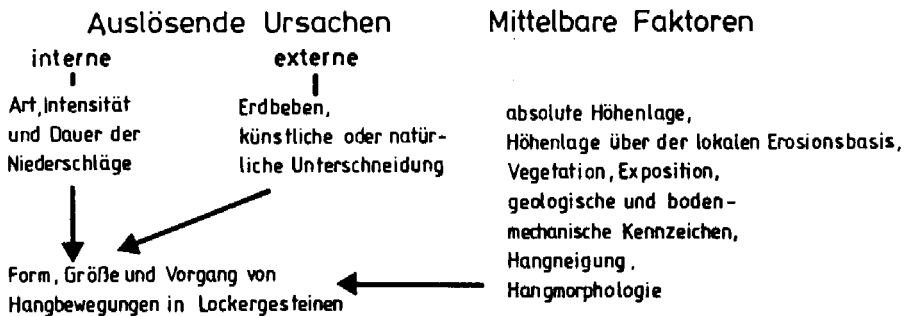 Auslösende Ursachen
interne
externe
Art, Intensität
und Dauer der
Niederschläge
Erdbeben,
künstliche oder natür-
liche Unterschneidung
Mittelbare Faktoren
absolute Höhenlage,
Höhenlage über der lokalen Erosionsbasis,
Vegetation, Exposition,
geologische und boden-
mechanische Kennzeichen,
Hangneigung,
Hangmorphologie
Form, Größe und Vorgang von
Hangbewegungen in Lockergesteinen